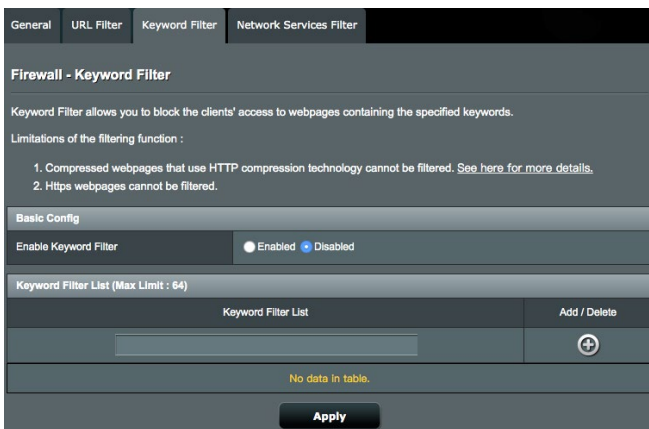 General URL Filter Keyword Filter Network Services Filter
Firewall - Keyword Filter
Keyword Filter allows you to block the clients' access to webpages containing the specified keywords.
Limitations of the filtering function :
1. Compressed webpages that use HTTP compression technology cannot be filtered. See here for more details.
2. Https webpages cannot be filtered.
Basic Config
Enable Keyword Filter Enabled Disabled
Keyword Filter List (Max Limit : 64)
Keyword Filter List Add / Delete
No data in table.
Apply